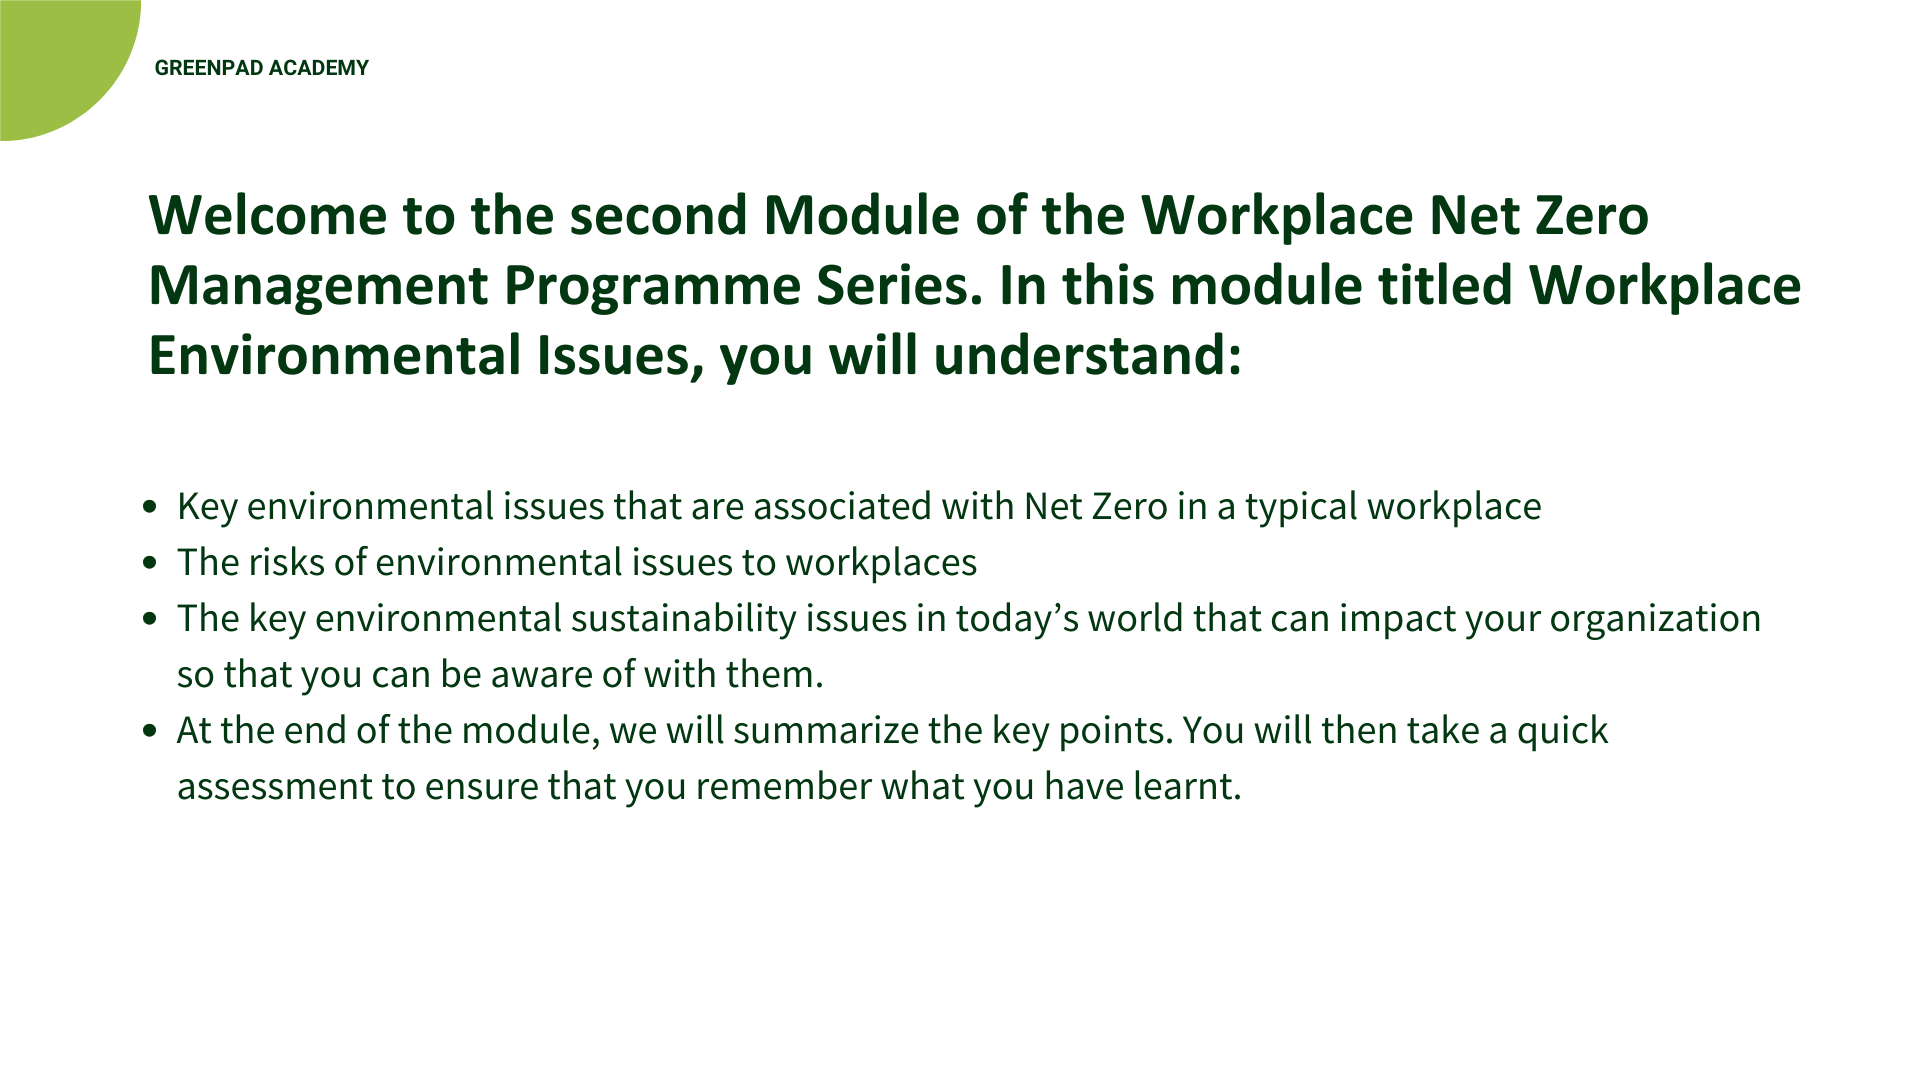 GREENPAD ACADEMY
Welcome to the second Module of the Workplace Net Zero
Management Programme Series. In this module titled Workplace
Environmental Issues, you will understand:
• Key environmental issues that are associated with Net Zero in a typical workplace
• The risks of environmental issues to workplaces
• The key environmental sustainability issues in today’s world that can impact your organization
so that you can be aware of with them.
• At the end of the module, we will summarize the key points. You will then take a quick
assessment to ensure that you remember what you have learnt.